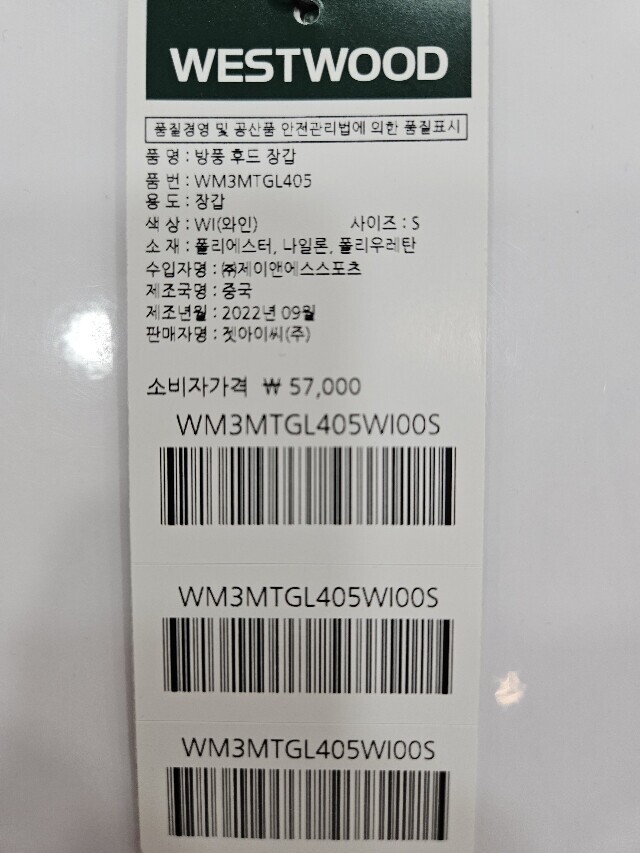 WESTWOOD
품질경영 및 공산품 안전관리법에 의한 품질표시
품 명 : 방풍 후드 장갑
품 번 : WM3MTGL405
용 도 : 장갑
색 상 : WI(와인) 사이즈 : S
소 재 : 폴리에스터, 나일론, 폴리우레탄
수입자명 : ㈜제이앤에스스포츠
제조국명 : 중국
제조년월 : 2022년 09월
판매자명 : 젯아이씨(주)
소비자가격 ₩ 57,000
WM3MTGL405WI00S
WM3MTGL405WI00S
WM3MTGL405WI00S